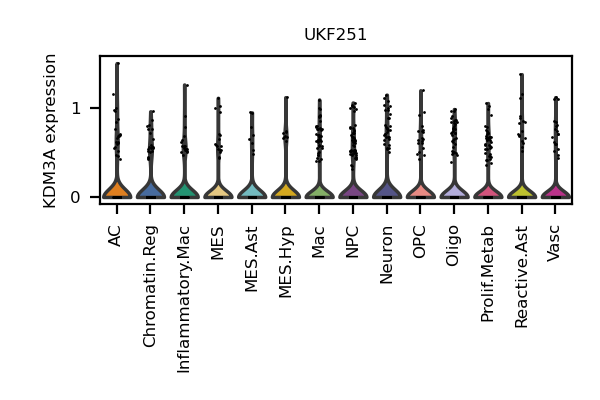 UKF251
KDM3A expression
1
0
AC
Chromatin.Reg
Inflammatory.Mac
MES
MES.Ast
MES.Hyp
Mac
NPC
Neuron
OPC
Oligo
Prolif.Metab
Reactive.Ast
Vasc